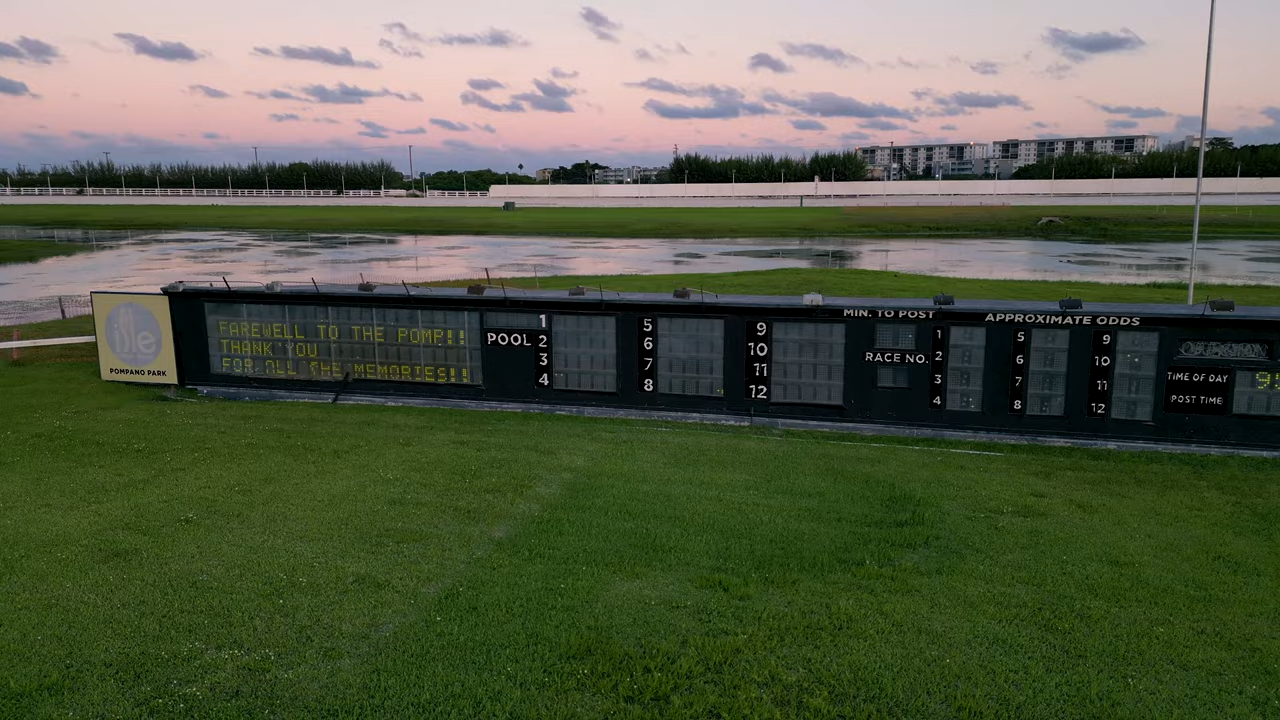 FAREWELL TO THE POMP!!
THANK YOU
FOR ALL THE MEMORIES!!
isle
POMPANO PARK
POOL
1
2
3
4
5
6
7
8
9
10
11
12
MIN. TO POST
RACE NO.
APPROXIMATE ODDS
1
2
3
4
5
6
7
8
9
10
11
12
TIME OF DAY
POST TIME